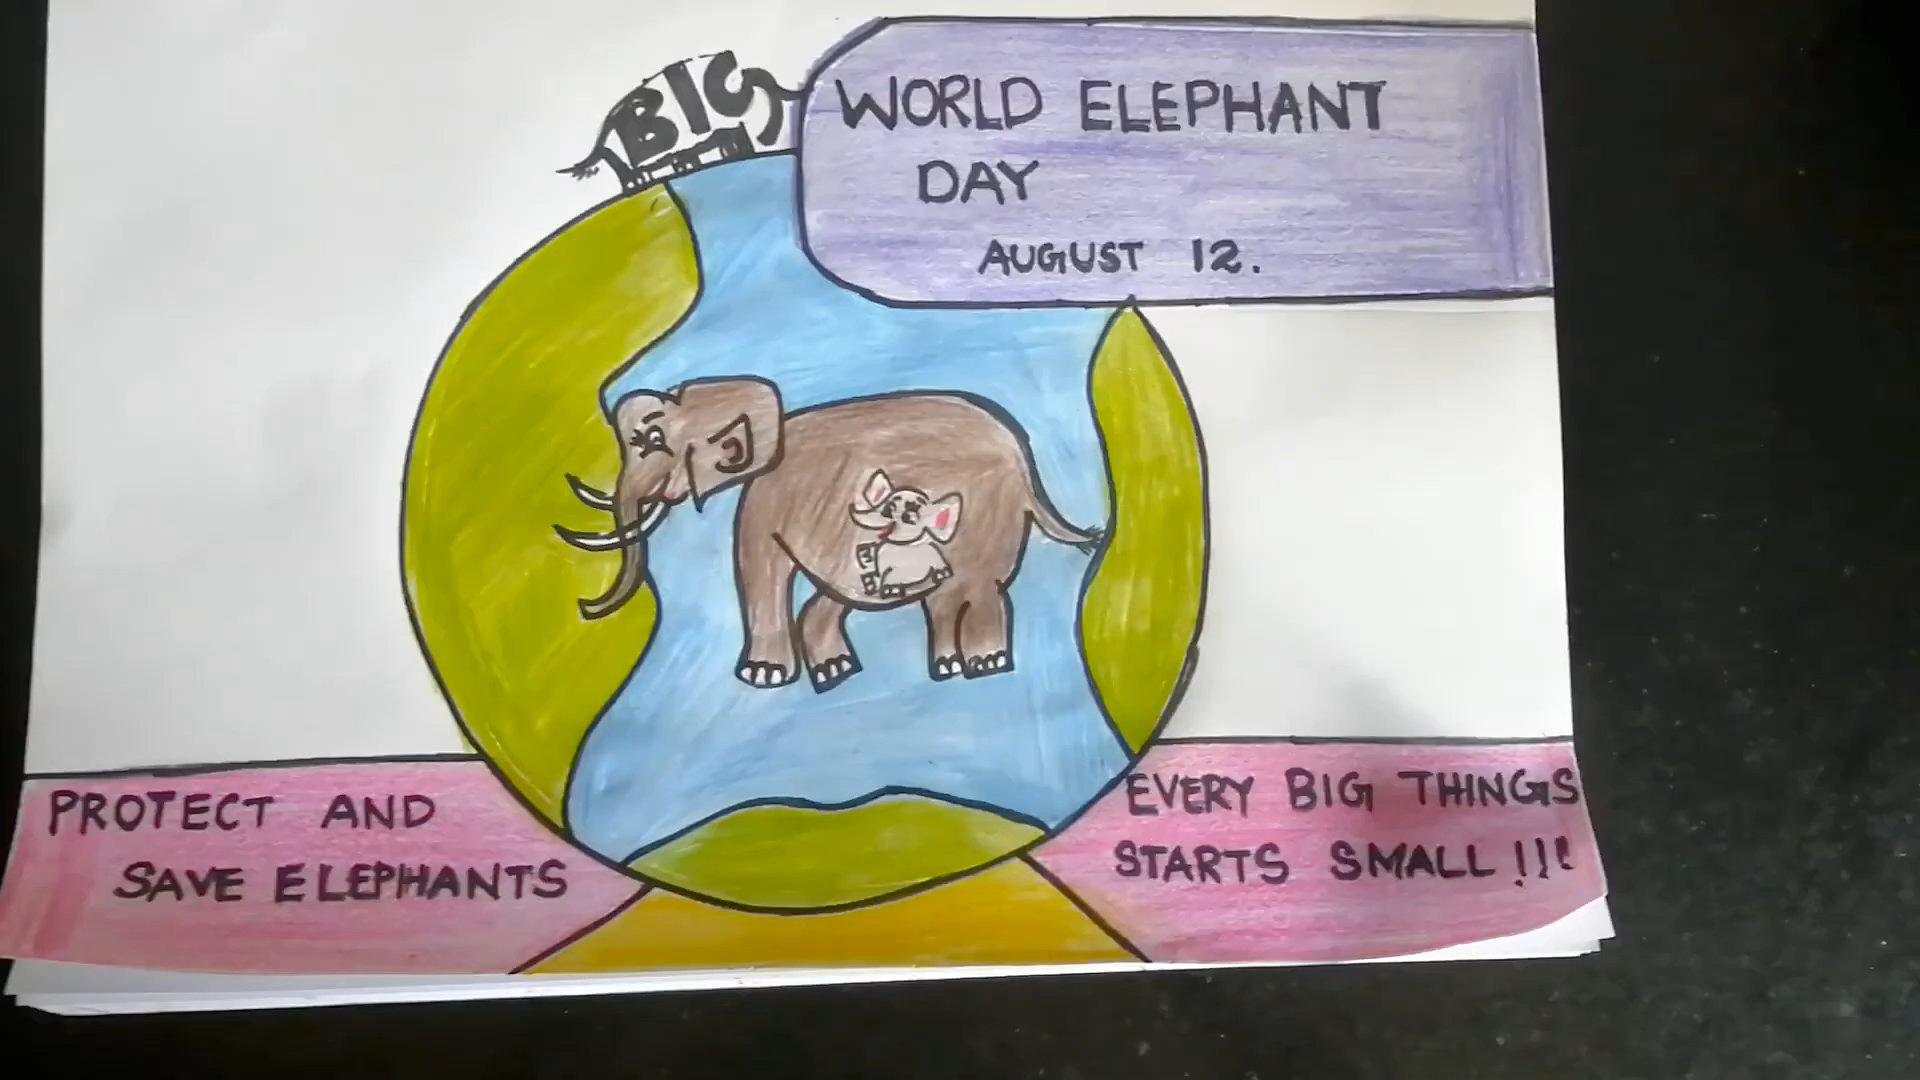 BIG
WORLD ELEPHANT
DAY
AUGUST 12.
PROTECT AND
SAVE ELEPHANTS
EVERY BIG THINGS
STARTS SMALL!!!